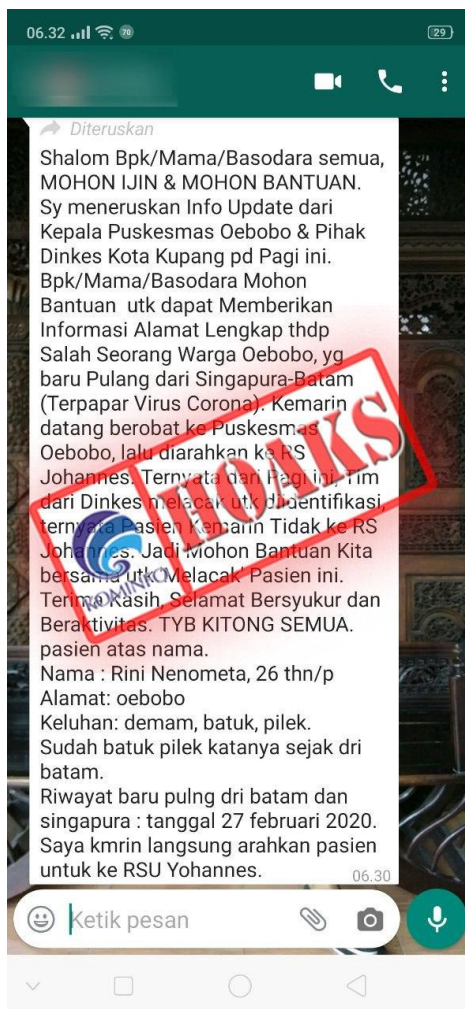 06.32
70
29
Diteruskan
Shalom Bpk/Mama/Basodara semua,
MOHON IJIN & MOHON BANTUAN.
Sy meneruskan Info Update dari
Kepala Puskesmas Oebobo & Pihak
Dinkes Kota Kupang pd Pagi ini.
Bpk/Mama/Basodara Mohon
Bantuan utk dapat Memberikan
Informasi Alamat Lengkap thdp
Salah Seorang Warga Oebobo, yg
baru Pulang dari Singapura-Batam
(Terpapar Virus Corona). Kemarin
datang berobat ke Puskesmas
Oebobo, lalu diarahkan ke RS
Johannes. Ternyata dari Pagi ini, Tim
dari Dinkes melacak utk diidentifikasi,
ternyata Pasien Kemarin Tidak ke RS
Johannes. Jadi Mohon Bantuan Kita
bersama utk 'Melacak' Pasien ini.
Terima Kasih, Selamat Bersyukur dan
Beraktivitas. TYB KITONG SEMUA.
pasien atas nama.
Nama : Rini Nenometa, 26 thn/p
Alamat: oebobo
Keluhan: demam, batuk, pilek.
Sudah batuk pilek katanya sejak dri
batam.
Riwayat baru pulng dri batam dan
singapura : tanggal 27 februari 2020.
Saya kmrin langsung arahkan pasien
untuk ke RSU Yohannes.
06.30
KOMINFO
HOAKS
Ketik pesan